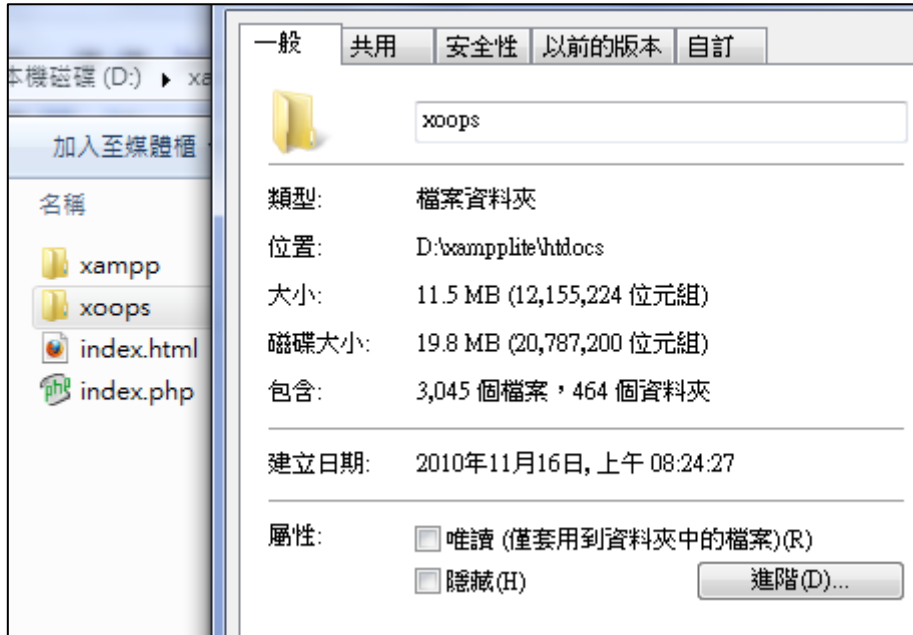 本機磁碟 (D:) ▸ xa
加入至媒體櫃
名稱
xampp
xoops
index.html
index.php
一般 共用 安全性 以前的版本 自訂
xoops
類型: 檔案資料夾
位置: D:\xampplite\htdocs
大小: 11.5 MB (12,155,224 位元組)
磁碟大小: 19.8 MB (20,787,200 位元組)
包含: 3,045 個檔案，464 個資料夾
建立日期: 2010年11月16日, 上午 08:24:27
屬性: 唯讀 (僅套用到資料夾中的檔案)(R)
隱藏(H) 進階(D)...